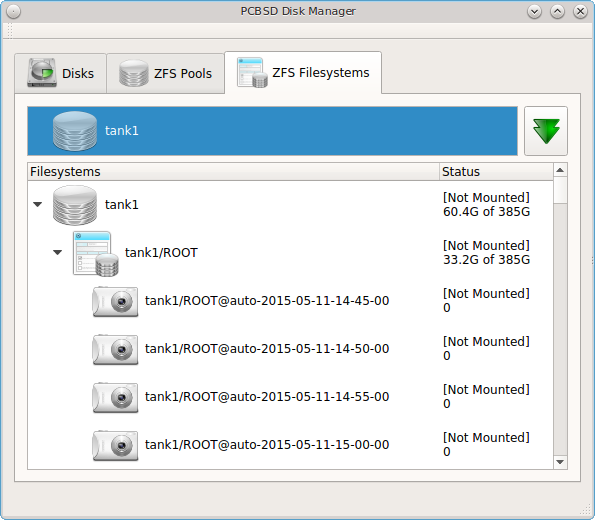 PCBSD Disk Manager
Disks
ZFS Pools
ZFS Filesystems
tank1
Filesystems Status
tank1 [Not Mounted]
60.4G of 385G
tank1/ROOT [Not Mounted]
33.2G of 385G
tank1/ROOT@auto-2015-05-11-14-45-00 [Not Mounted]
0
tank1/ROOT@auto-2015-05-11-14-50-00 [Not Mounted]
0
tank1/ROOT@auto-2015-05-11-14-55-00 [Not Mounted]
0
tank1/ROOT@auto-2015-05-11-15-00-00 [Not Mounted]
0